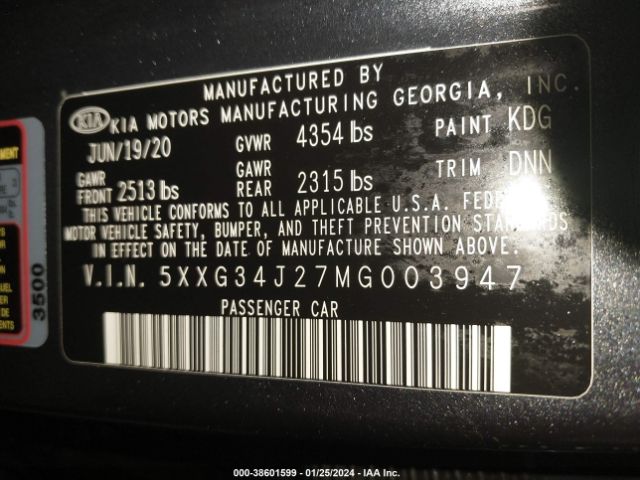 MANUFACTURED BY
KIA KIA MOTORS MANUFACTURING GEORGIA, INC.
JUN/19/20 GVWR 4354 lbs PAINT KDG
GAWR FRONT 2513 lbs GAWR REAR 2315 lbs TRIM DNN
THIS VEHICLE CONFORMS TO ALL APPLICABLE U.S.A. FEDERAL
MOTOR VEHICLE SAFETY, BUMPER, AND THEFT PREVENTION STANDARDS
IN EFFECT ON THE DATE OF MANUFACTURE SHOWN ABOVE.
V.I.N. 5XXG34J27MG003947
PASSENGER CAR
3500
000-38601599 - 01/25/2024 - IAA Inc.